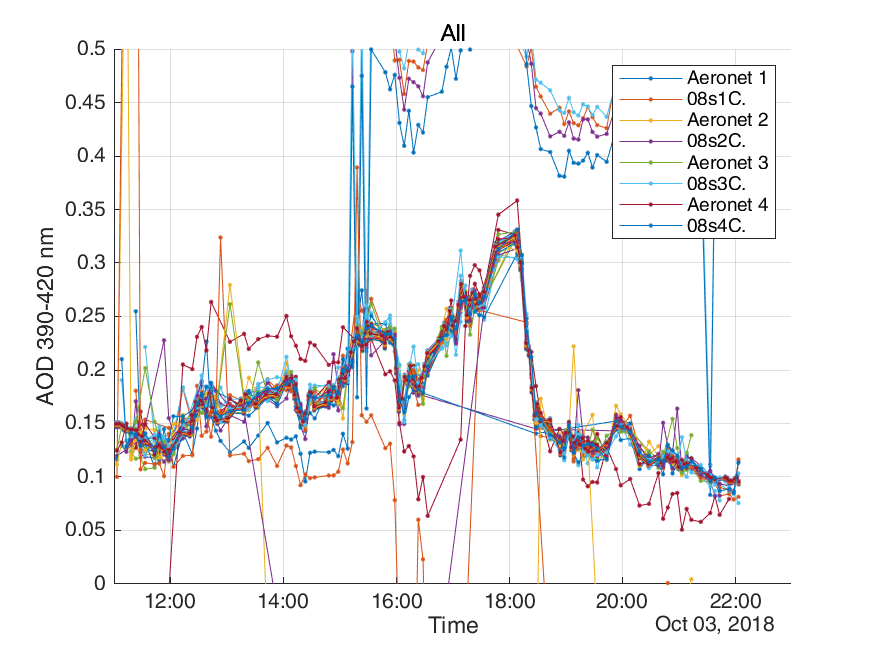 All
0.5
0.45
0.4
0.35
0.3
0.25
0.2
0.15
0.1
0.05
0
AOD 390-420 nm
Aeronet 1
08s1C.
Aeronet 2
08s2C.
Aeronet 3
08s3C.
Aeronet 4
08s4C.
12:00 14:00 16:00 18:00 20:00 22:00
Time
Oct 03, 2018